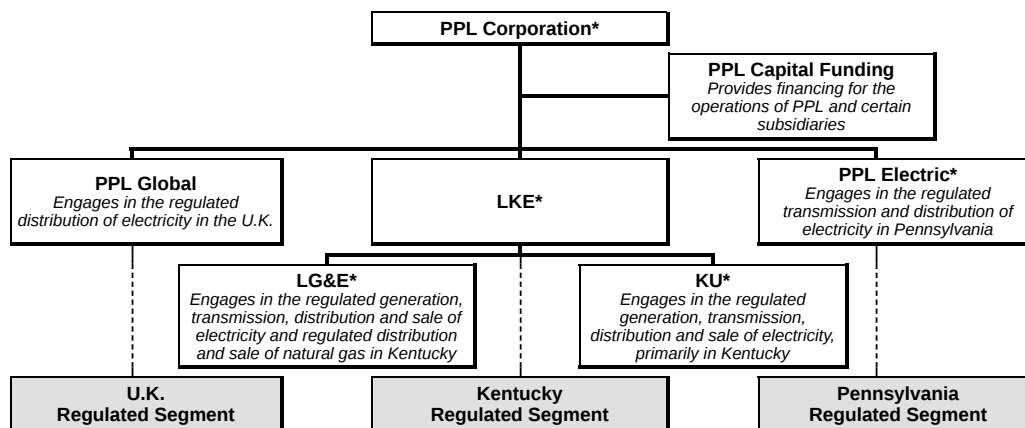 PPL Corporation*
PPL Capital Funding
Provides financing for the
operations of PPL and certain
subsidiaries
PPL Global
Engages in the regulated
distribution of electricity in the U.K.
LKE*
PPL Electric*
Engages in the regulated
transmission and distribution of
electricity in Pennsylvania
LG&E*
Engages in the regulated generation,
transmission, distribution and sale of
electricity and regulated distribution
and sale of natural gas in Kentucky
KU*
Engages in the regulated
generation, transmission,
distribution and sale of electricity,
primarily in Kentucky
U.K.
Regulated Segment
Kentucky
Regulated Segment
Pennsylvania
Regulated Segment